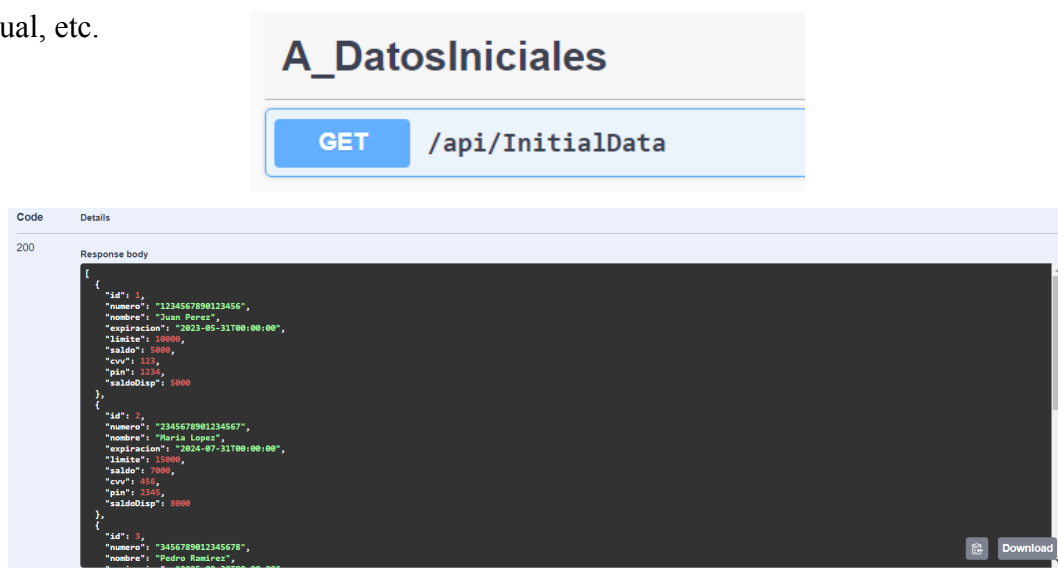 ual, etc.
A_DatosIniciales
GET /api/InitialData
Code Details
200
Response body
[
{
"id": 1,
"numero": "1234567890123456",
"nombre": "Juan Perez",
"expiracion": "2023-05-31T00:00:00",
"limite": 10000,
"saldo": 5000,
"cvv": 123,
"pin": 1234,
"saldoDisp": 5000
},
{
"id": 2,
"numero": "2345678901234567",
"nombre": "Maria Lopez",
"expiracion": "2024-07-31T00:00:00",
"limite": 15000,
"saldo": 7000,
"cvv": 456,
"pin": 2345,
"saldoDisp": 8000
},
{
"id": 3,
"numero": "3456789012345678",
"nombre": "Pedro Ramirez",
Download